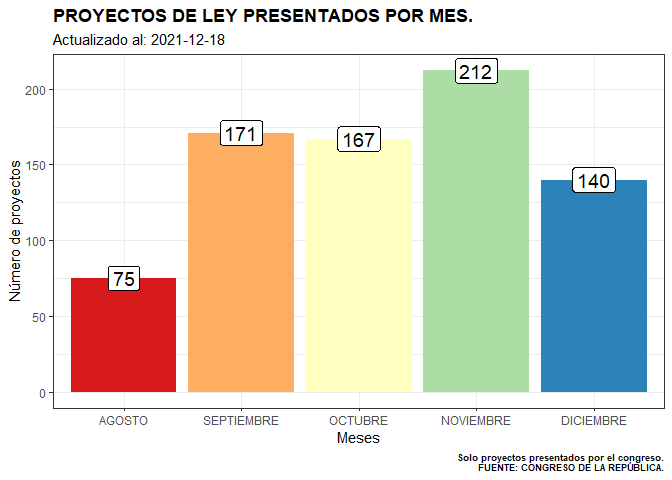 PROYECTOS DE LEY PRESENTADOS POR MES.
Actualizado al: 2021-12-18
Número de proyectos
200
150
100
50
0
75
171
167
212
140
AGOSTO
SEPTIEMBRE
OCTUBRE
NOVIEMBRE
DICIEMBRE
Meses
Solo proyectos presentados por el congreso.
FUENTE: CONGRESO DE LA REPÚBLICA.